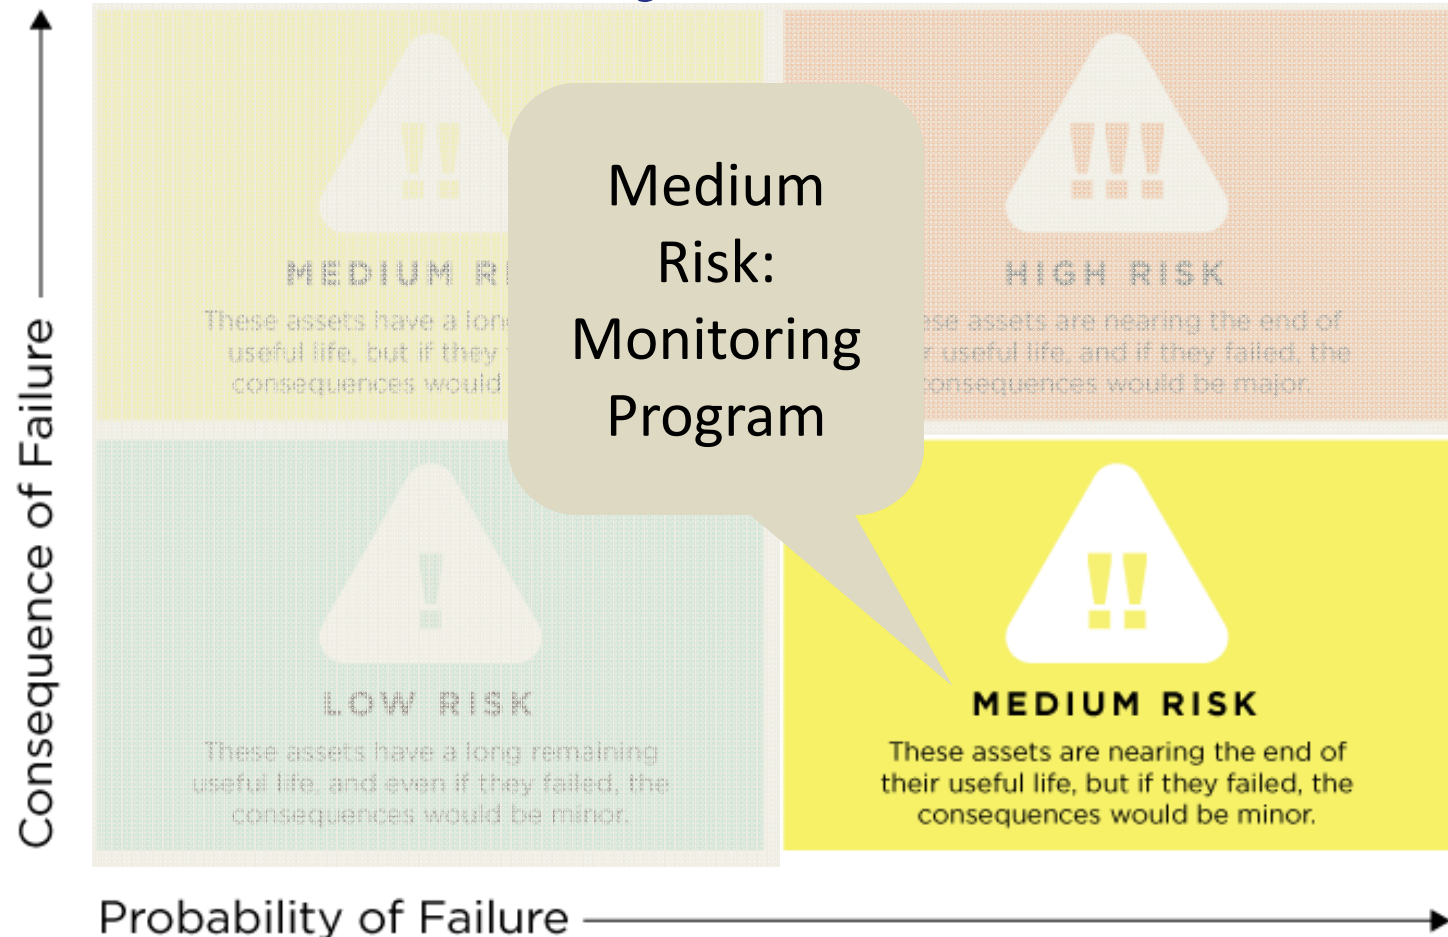 Consequence of Failure
!!
MEDIUM
These assets have a long
useful life, but if they
consequences would
!!!
HIGH RISK
assets are nearing the end of
useful life, and if they failed, the
consequences would be major.
Medium
Risk:
Monitoring
Program
!
LOW RISK
These assets have a long remaining
useful life, and even if they failed, the
consequences would be minor.
!!
MEDIUM RISK
These assets are nearing the end of
their useful life, but if they failed, the
consequences would be minor.
Probability of Failure